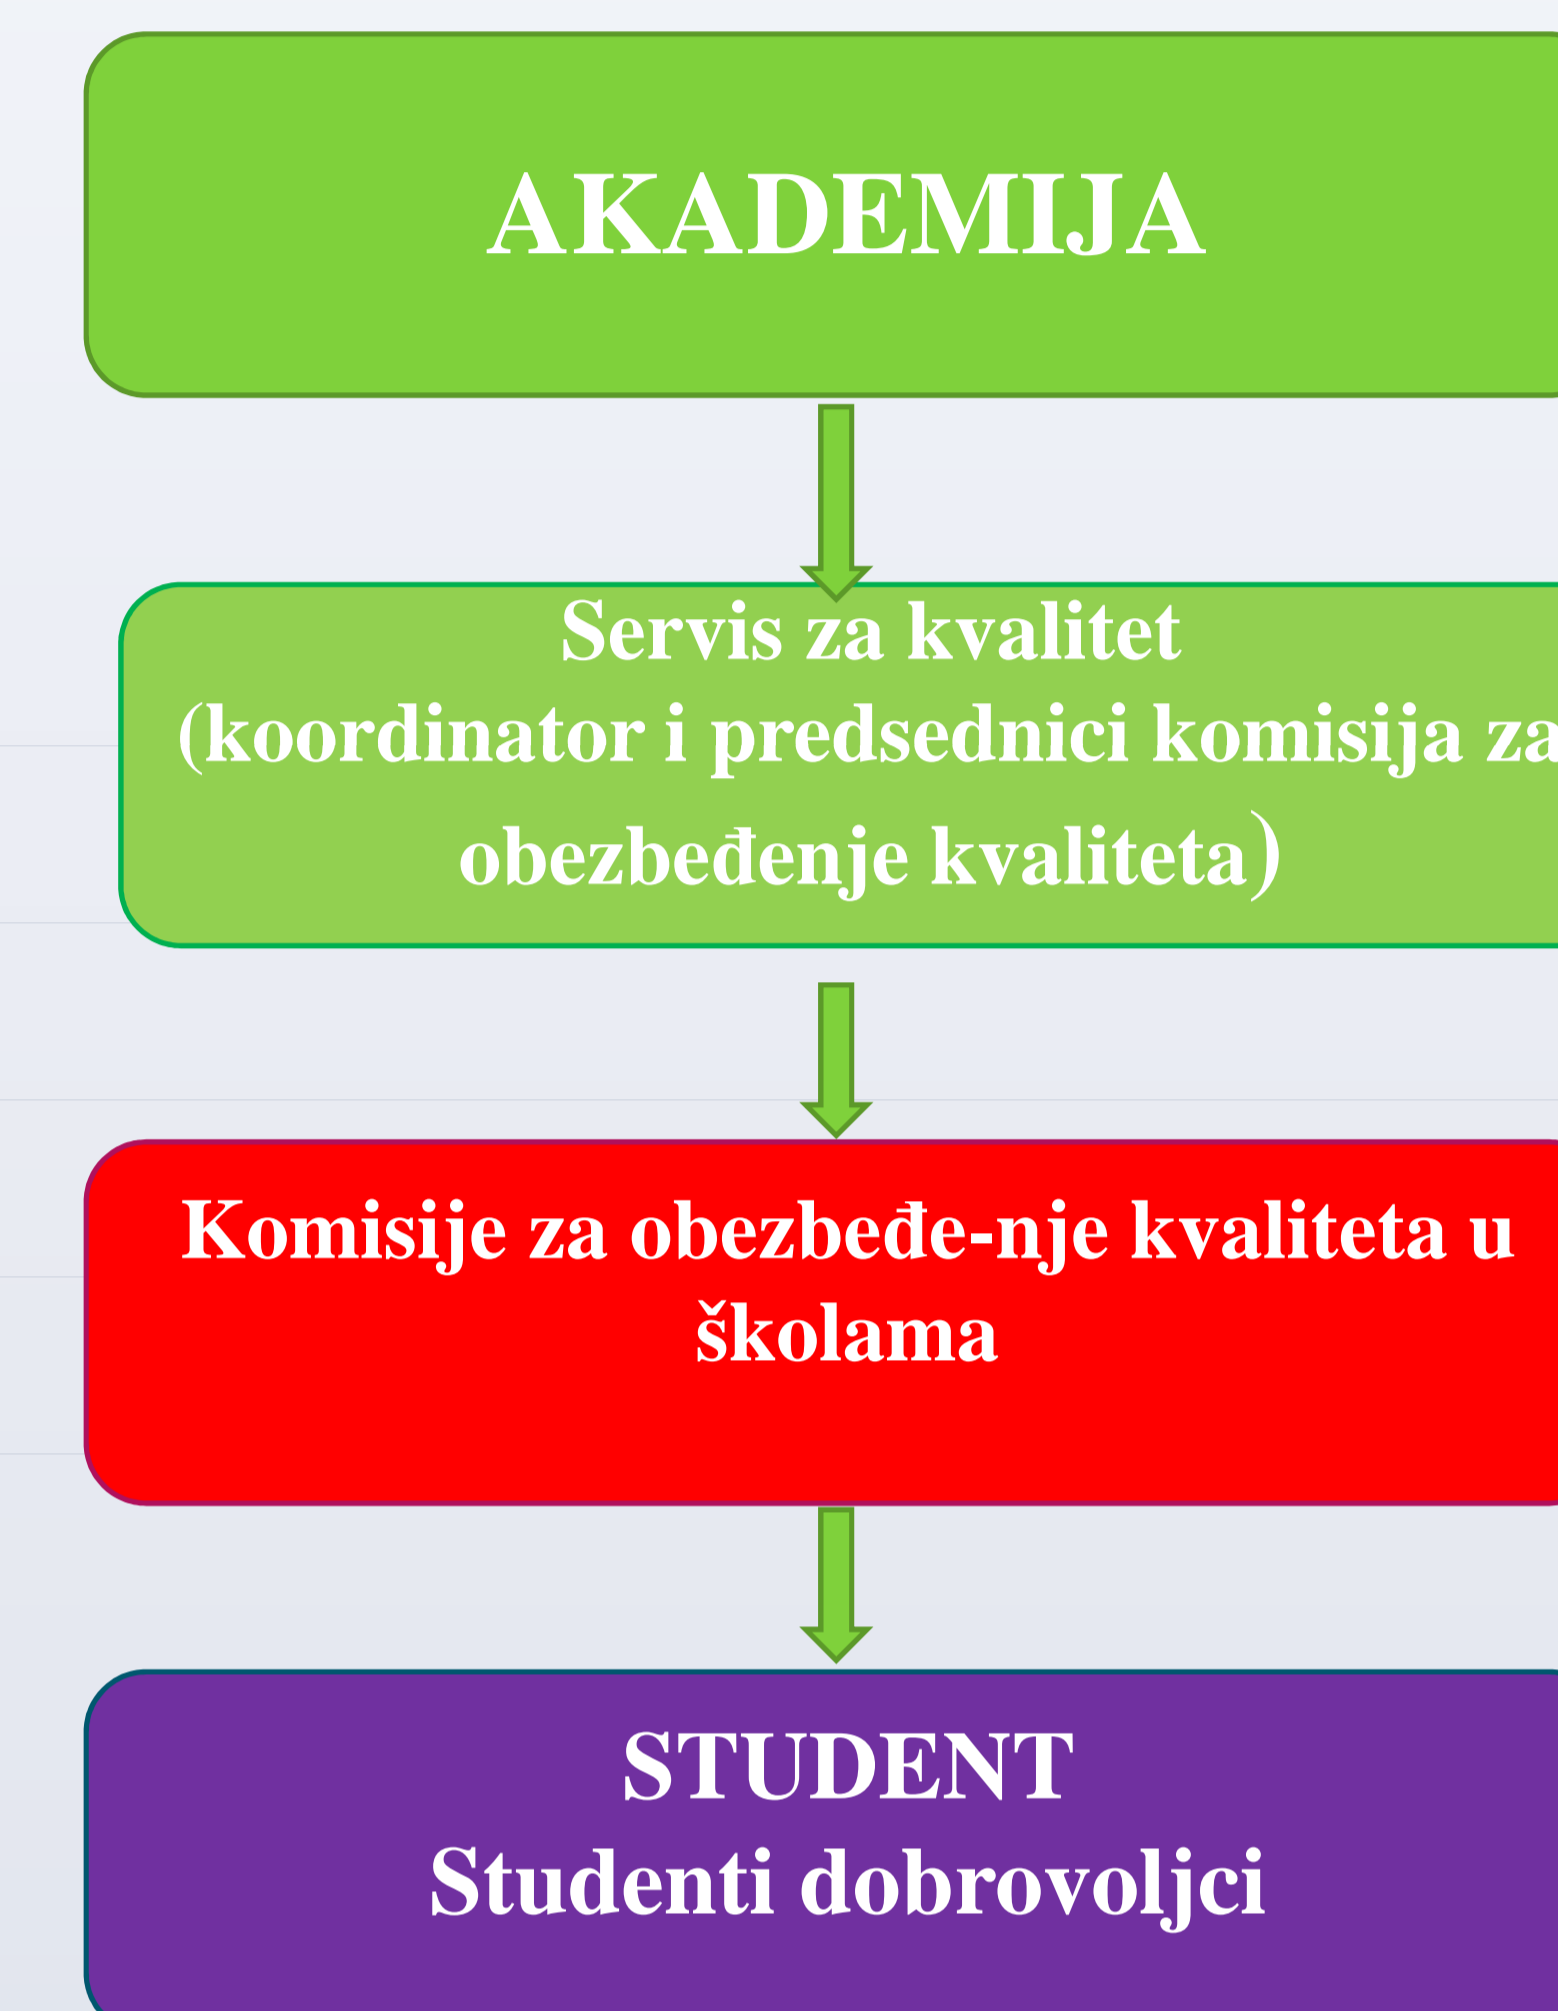 AKADEMIJA
Servis za kvalitet
(koordinator i predsednici komisija za
obezbeđenje kvaliteta)
Komisije za obezbeđe-nje kvaliteta u
školama
STUDENT
Studenti dobrovoljci